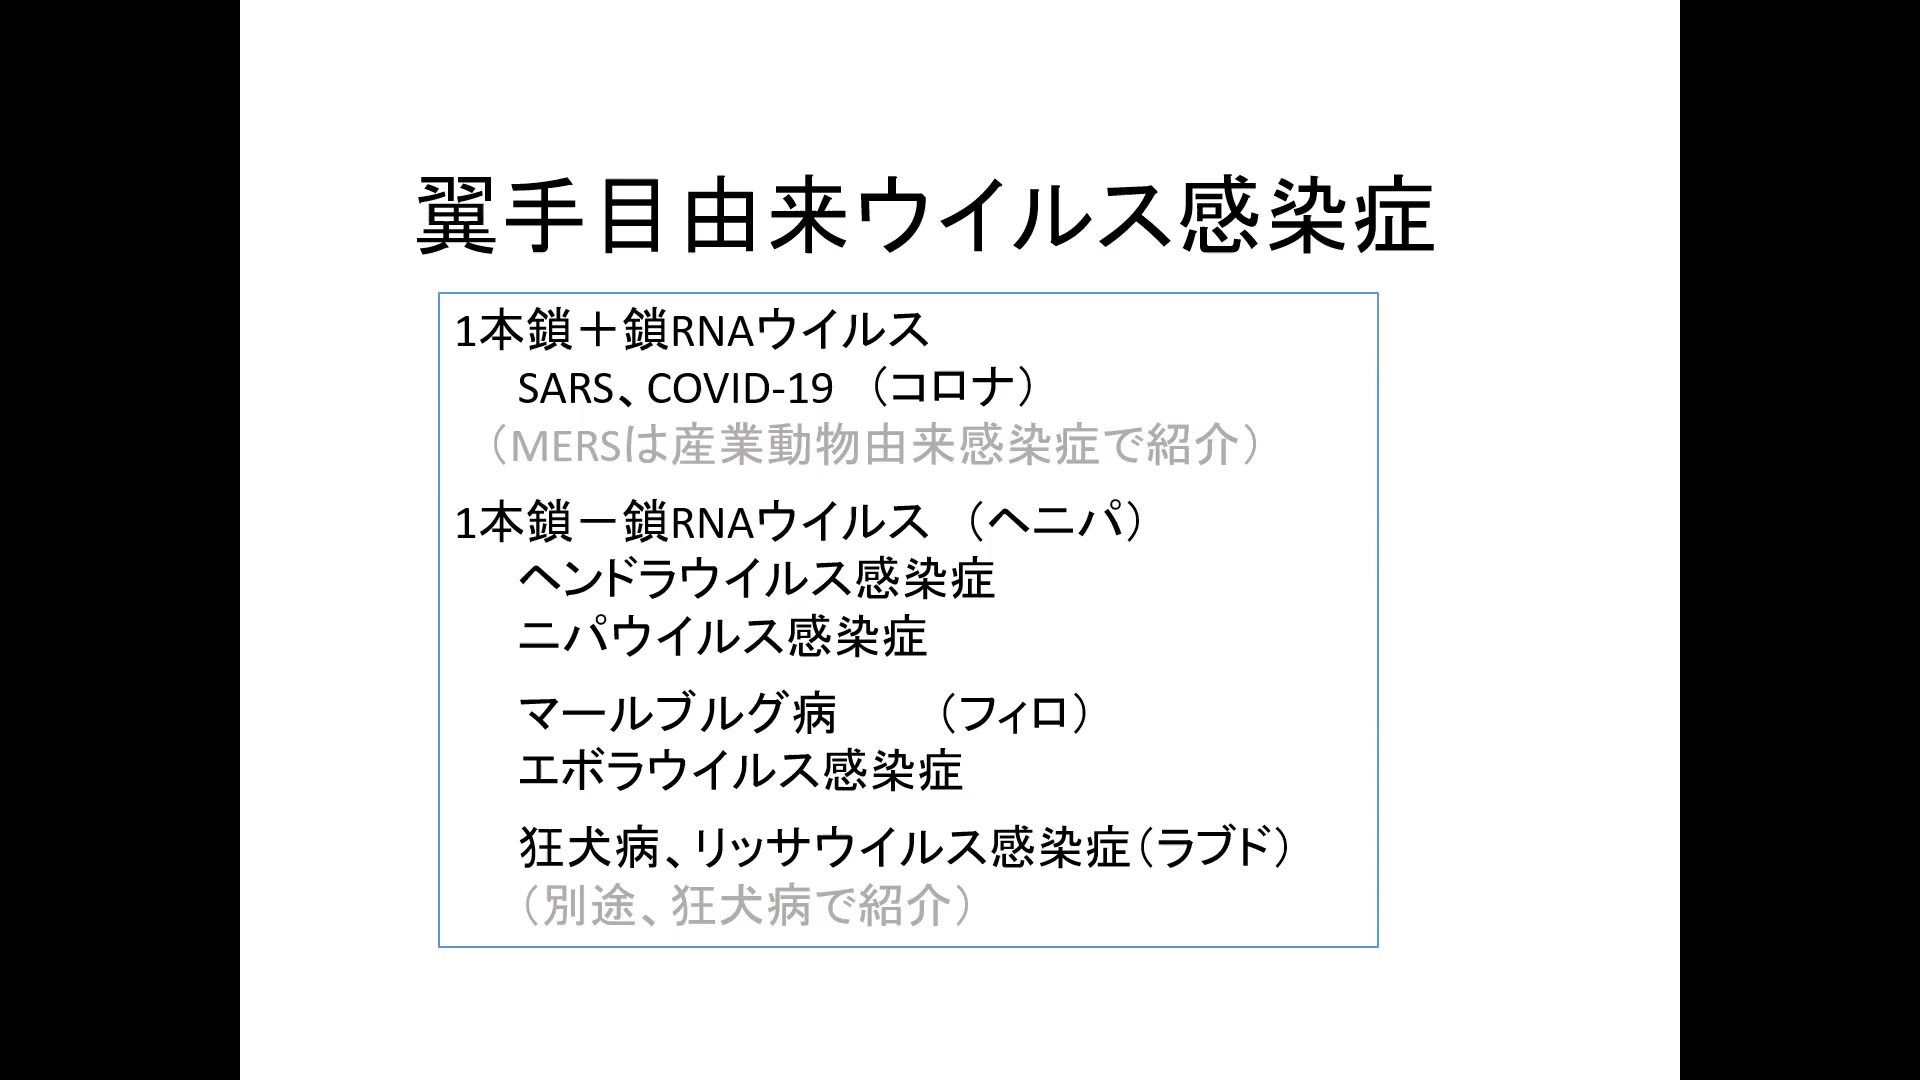 翼手目由来ウイルス感染症
1本鎖＋鎖RNAウイルス
SARS、COVID-19 （コロナ）
（MERSは産業動物由来感染症で紹介）
1本鎖－鎖RNAウイルス （ヘニパ）
ヘンドラウイルス感染症
ニパウイルス感染症
マールブルグ病 （フィロ）
エボラウイルス感染症
狂犬病、リッサウイルス感染症（ラブド）
（別途、狂犬病で紹介）